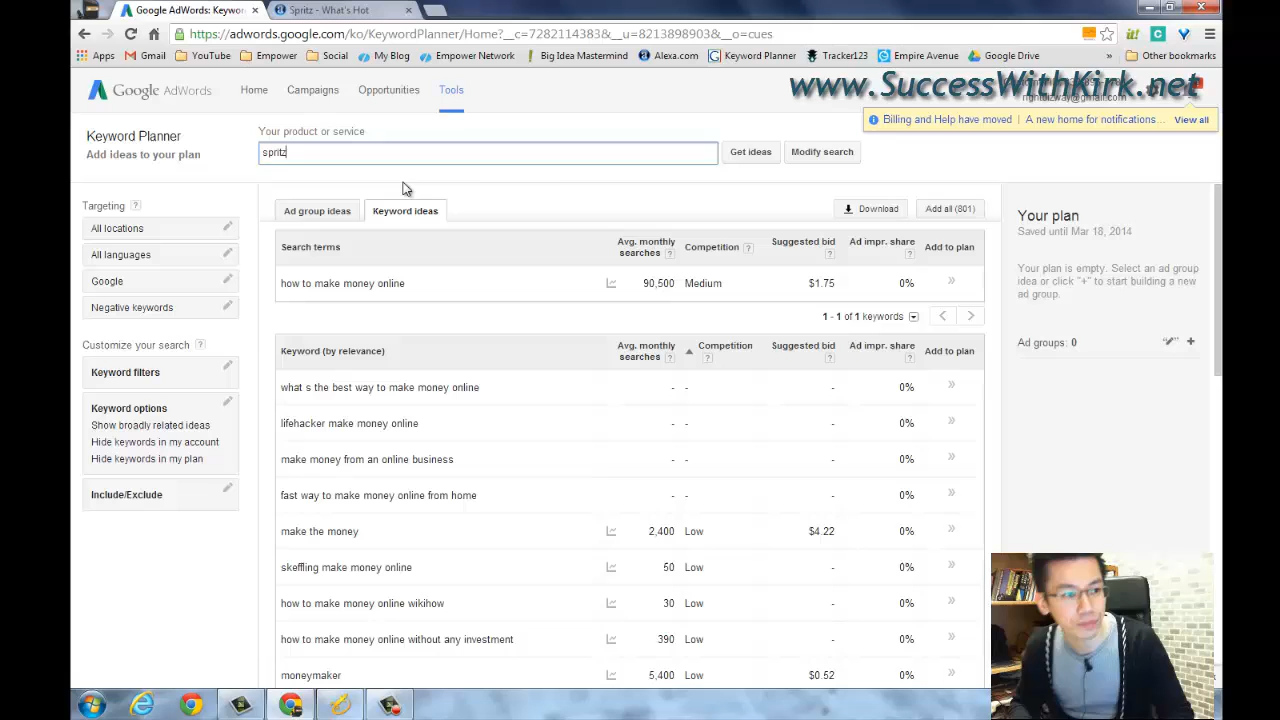 Google AdWords: Keywo
Spritz - What's Hot
https://adwords.google.com/ko/KeywordPlanner/Home?__c=7282114383&__u=8213898903&__o=cues
Apps
Gmail
YouTube
Empower
Social
My Blog
Empower Network
Big Idea Mastermind
Alexa.com
Keyword Planner
Tracker123
Empire Avenue
Google Drive
»
Other bookmarks
Google AdWords
Home
Campaigns
Opportunities
Tools
www.SuccessWithKirk.net
Billing and Help have moved | A new home for notifications... View all
Keyword Planner
Add ideas to your plan
Your product or service
spritz
Get ideas
Modify search
Targeting ?
All locations
All languages
Google
Negative keywords
Customize your search ?
Keyword filters
Keyword options
Show broadly related ideas
Hide keywords in my account
Hide keywords in my plan
Include/Exclude
Ad group ideas
Keyword ideas
Download
Add all (801)
Search terms Avg. monthly searches ? Competition ? Suggested bid ? Ad impr. share ? Add to plan
how to make money online 90,500 Medium $1.75 0% »
1 - 1 of 1 keywords
Keyword (by relevance) Avg. monthly searches ? Competition ? Suggested bid ? Ad impr. share ? Add to plan
what s the best way to make money online - - - 0% »
lifehacker make money online - - - 0% »
make money from an online business - - - 0% »
fast way to make money online from home - - - 0% »
make the money 2,400 Low $4.22 0% »
skeffling make money online 50 Low - 0% »
how to make money online wikihow 30 Low - 0% »
how to make money online without any investment 390 Low - 0% »
moneymaker 5,400 Low $0.52 0% »
Your plan
Saved until Mar 18, 2014
Your plan is empty. Select an ad group
idea or click "+" to start building a new
ad group.
Ad groups: 0